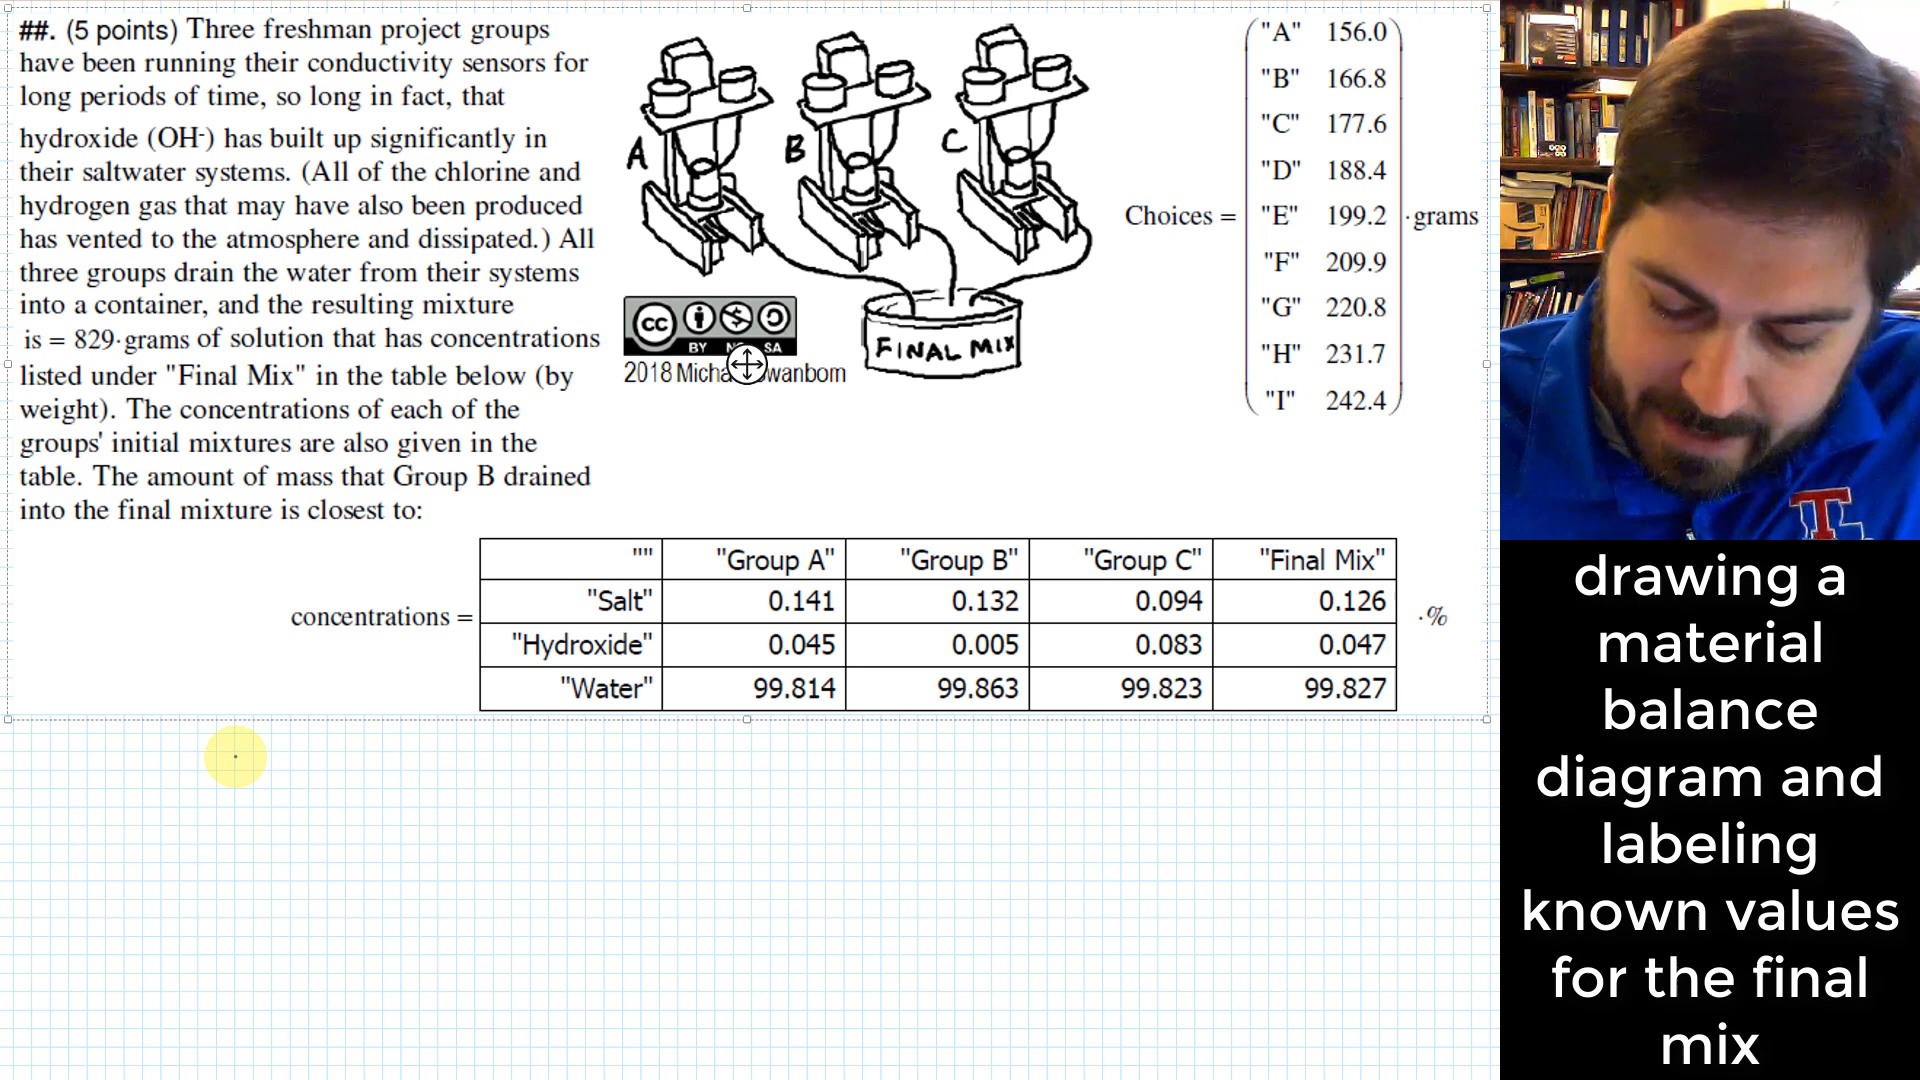 ##. (5 points) Three freshman project groups
have been running their conductivity sensors for
long periods of time, so long in fact, that
hydroxide (OH-) has built up significantly in
their saltwater systems. (All of the chlorine and
hydrogen gas that may have also been produced
has vented to the atmosphere and dissipated.) All
three groups drain the water from their systems
into a container, and the resulting mixture
is = 829·grams of solution that has concentrations
listed under "Final Mix" in the table below (by
weight). The concentrations of each of the
groups' initial mixtures are also given in the
table. The amount of mass that Group B drained
into the final mixture is closest to:
A
B
C
FINAL MIX
cc
BY SA
2018
Choices =
"A" 156.0
"B" 166.8
"C" 177.6
"D" 188.4
"E" 199.2
"F" 209.9
"G" 220.8
"H" 231.7
"I" 242.4
·grams
concentrations =
"" "Group A" "Group B" "Group C" "Final Mix"
"Salt" 0.141 0.132 0.094 0.126
"Hydroxide" 0.045 0.005 0.083 0.047
"Water" 99.814 99.863 99.823 99.827
·%
T
drawing a
material
balance
diagram and
labeling
known values
for the final
mix